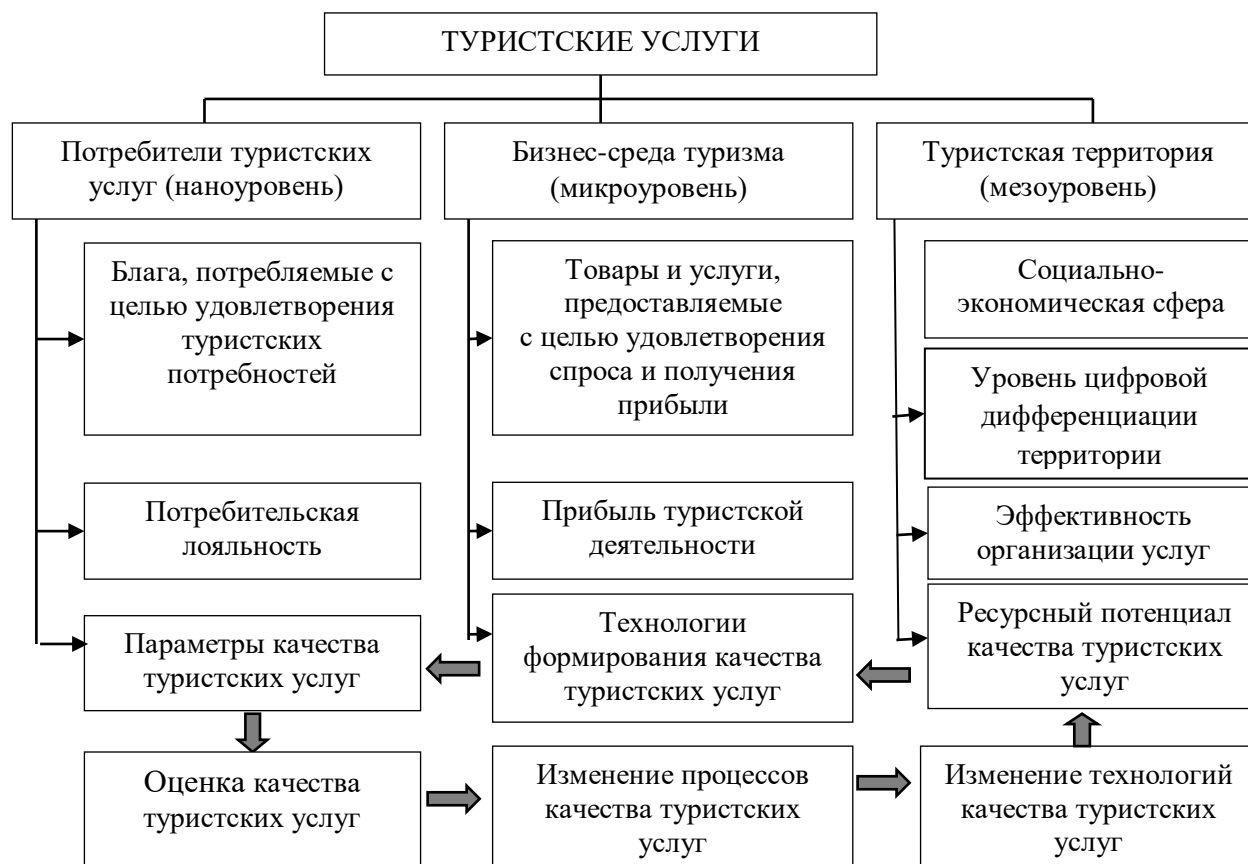 ТУРИСТСКИЕ УСЛУГИ
Потребители туристских
услуг (наноуровень)
Бизнес-среда туризма
(микроуровень)
Туристская территория
(мезоуровень)
Блага, потребляемые с
целью удовлетворения
туристских
потребностей
Товары и услуги,
предоставляемые
с целью удовлетворения
спроса и получения
прибыли
Социально-
экономическая сфера
Уровень цифровой
дифференциации
территории
Потребительская
лояльность
Прибыль туристской
деятельности
Эффективность
организации услуг
Параметры качества
туристских услуг
Технологии
формирования качества
туристских услуг
Ресурсный потенциал
качества туристских
услуг
Оценка качества
туристских услуг
Изменение процессов
качества туристских
услуг
Изменение технологий
качества туристских
услуг